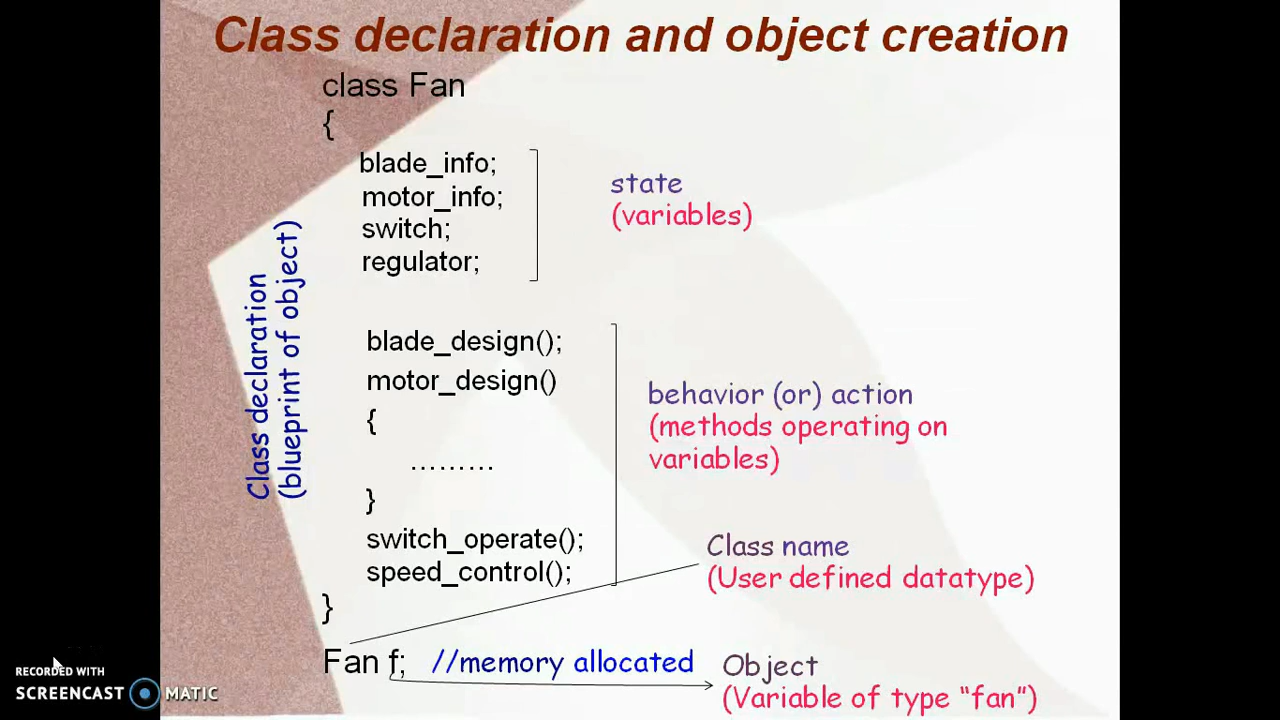 Class declaration and object creation
class Fan
{
blade_info;
motor_info;
switch;
regulator;
state
(variables)
Class declaration
(blueprint of object)
blade_design();
motor_design()
{
………
}
switch_operate();
speed_control();
}
behavior (or) action
(methods operating on
variables)
Class name
(User defined datatype)
Fan f; //memory allocated
Object
(Variable of type “fan”)
RECORDED WITH
SCREENCAST MATIC